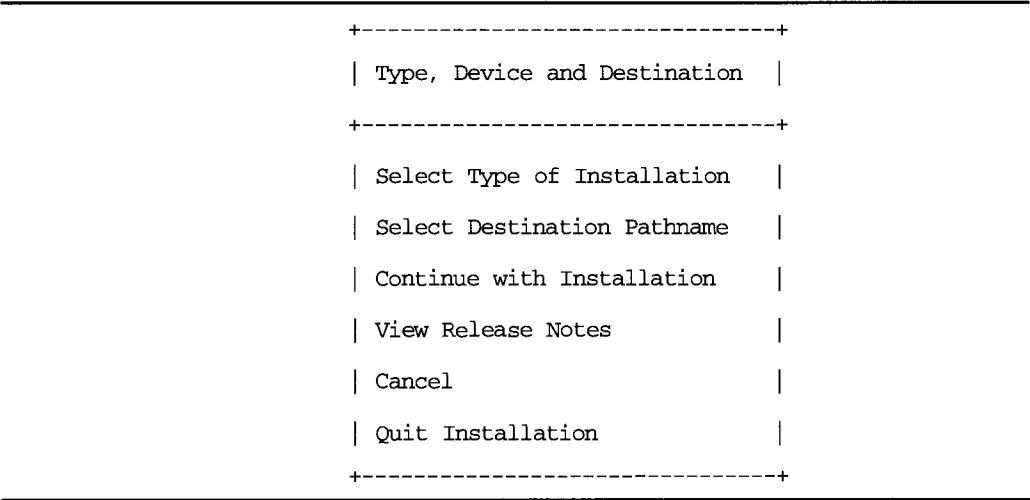 +--------------------------------+
| Type, Device and Destination |
+--------------------------------+
| Select Type of Installation |
| Select Destination Pathname |
| Continue with Installation |
| View Release Notes |
| Cancel |
| Quit Installation |
+--------------------------------+